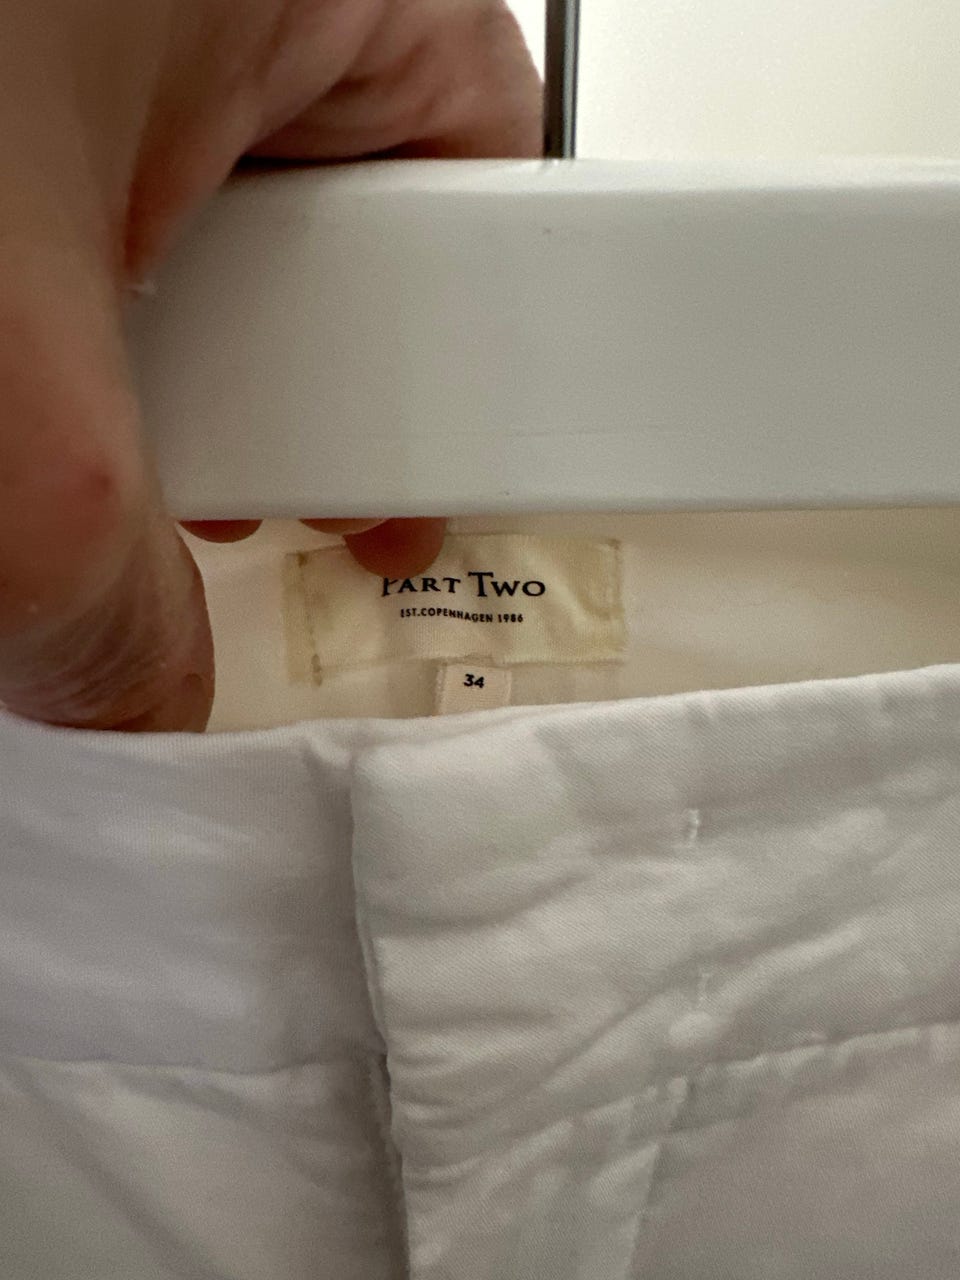 PART TWO
EST.COPENHAGEN 1986
34